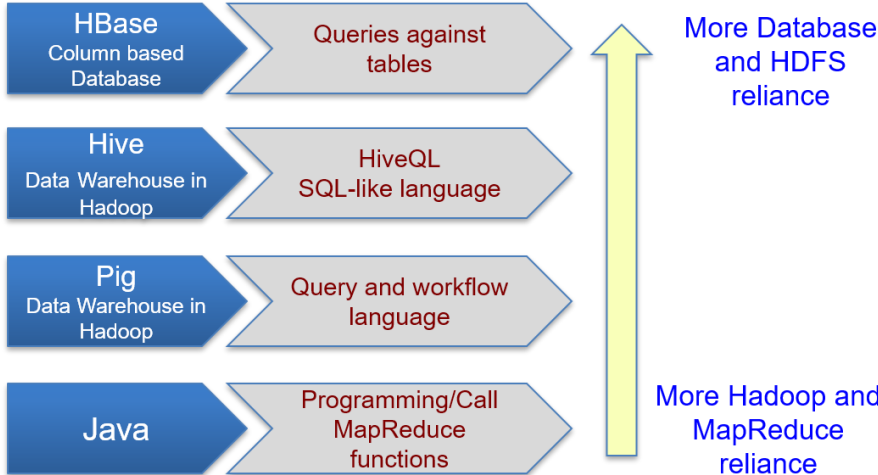 HBase
Column based
Database
Queries against
tables
More Database
and HDFS
reliance
Hive
Data Warehouse in
Hadoop
HiveQL
SQL-like language
Pig
Data Warehouse in
Hadoop
Query and workflow
language
Java
Programming/Call
MapReduce
functions
More Hadoop and
MapReduce
reliance